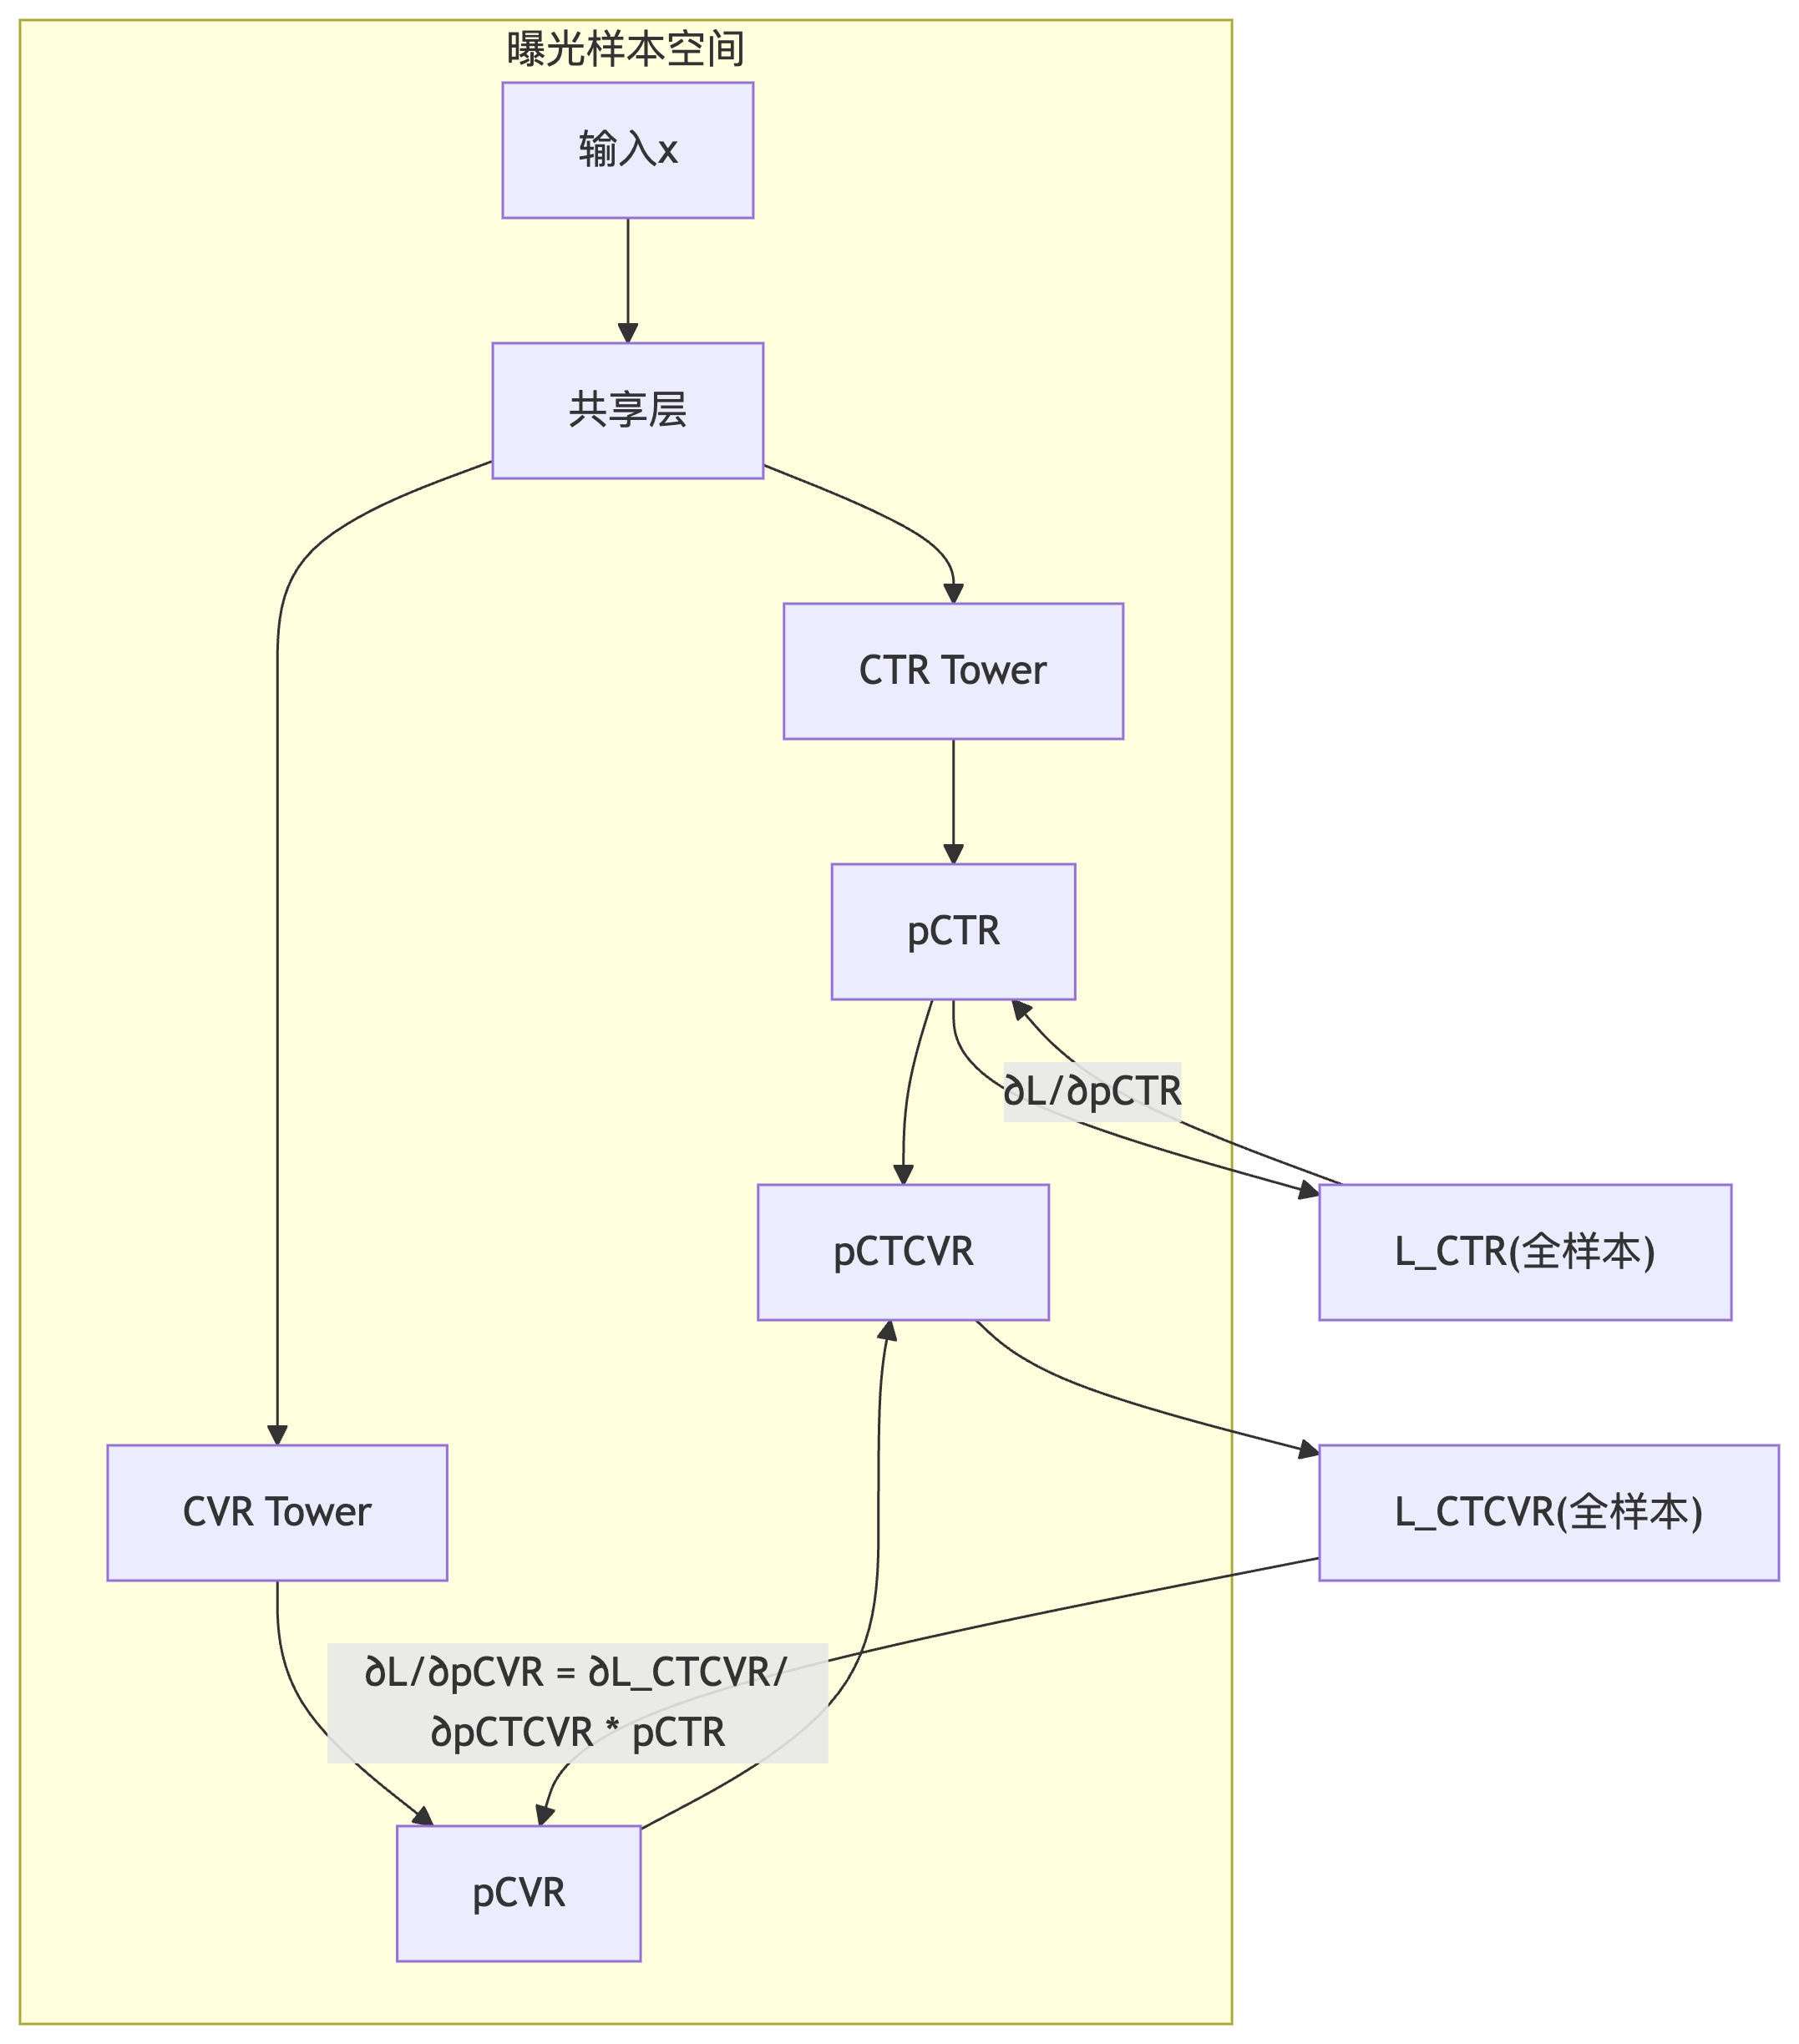 曝光样本空间
输入x
共享层
CTR Tower
pCTR
∂L/∂pCTR
pCTCVR
L_CTR(全样本)
CVR Tower
L_CTCVR(全样本)
∂L/∂pCVR = ∂L_CTCVR/
∂pCTCVR * pCTR
pCVR